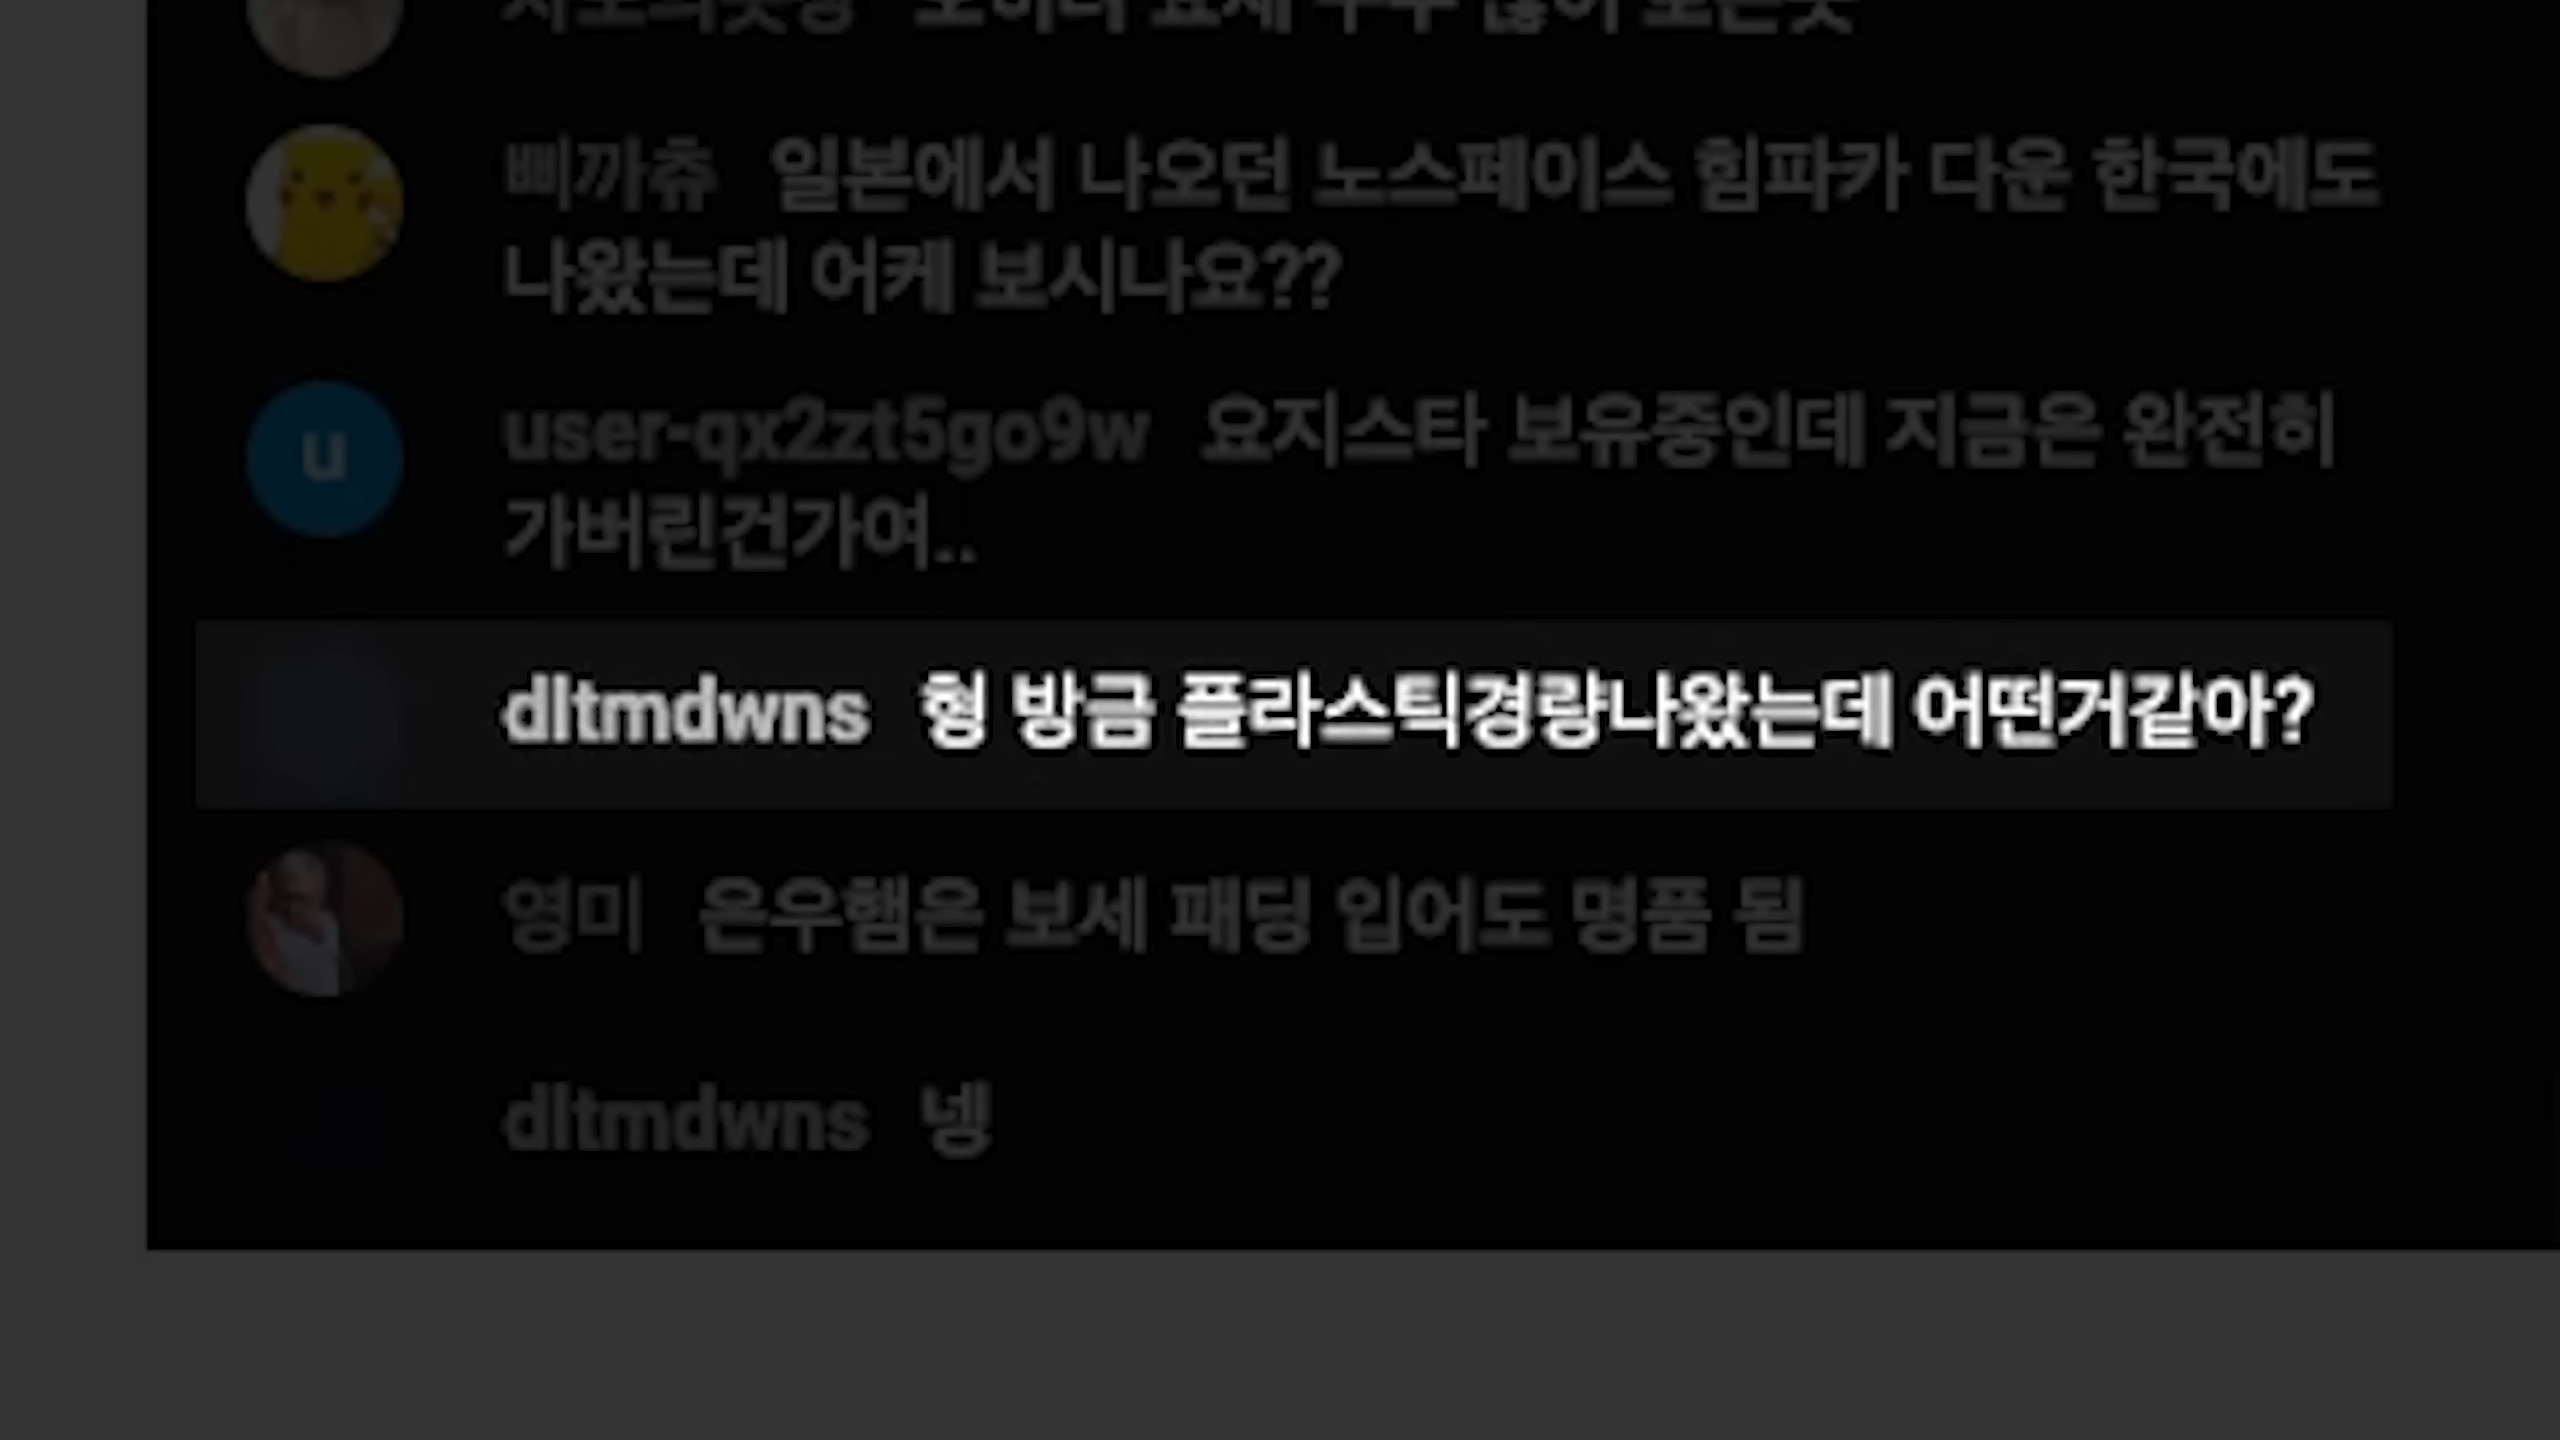 삐까츄 일본에서 나오던 노스페이스 힘파카 다운 한국에도
나왔는데 어케 보시나요??
u
user-qx2zt5go9w 요지스타 보유중인데 지금은 완전히
가버린건가여..
dltmdwns 형 방금 플라스틱경량나왔는데 어떤거같아?
영미 은우햄은 보세 패딩 입어도 명품 됨
dltmdwns 넹